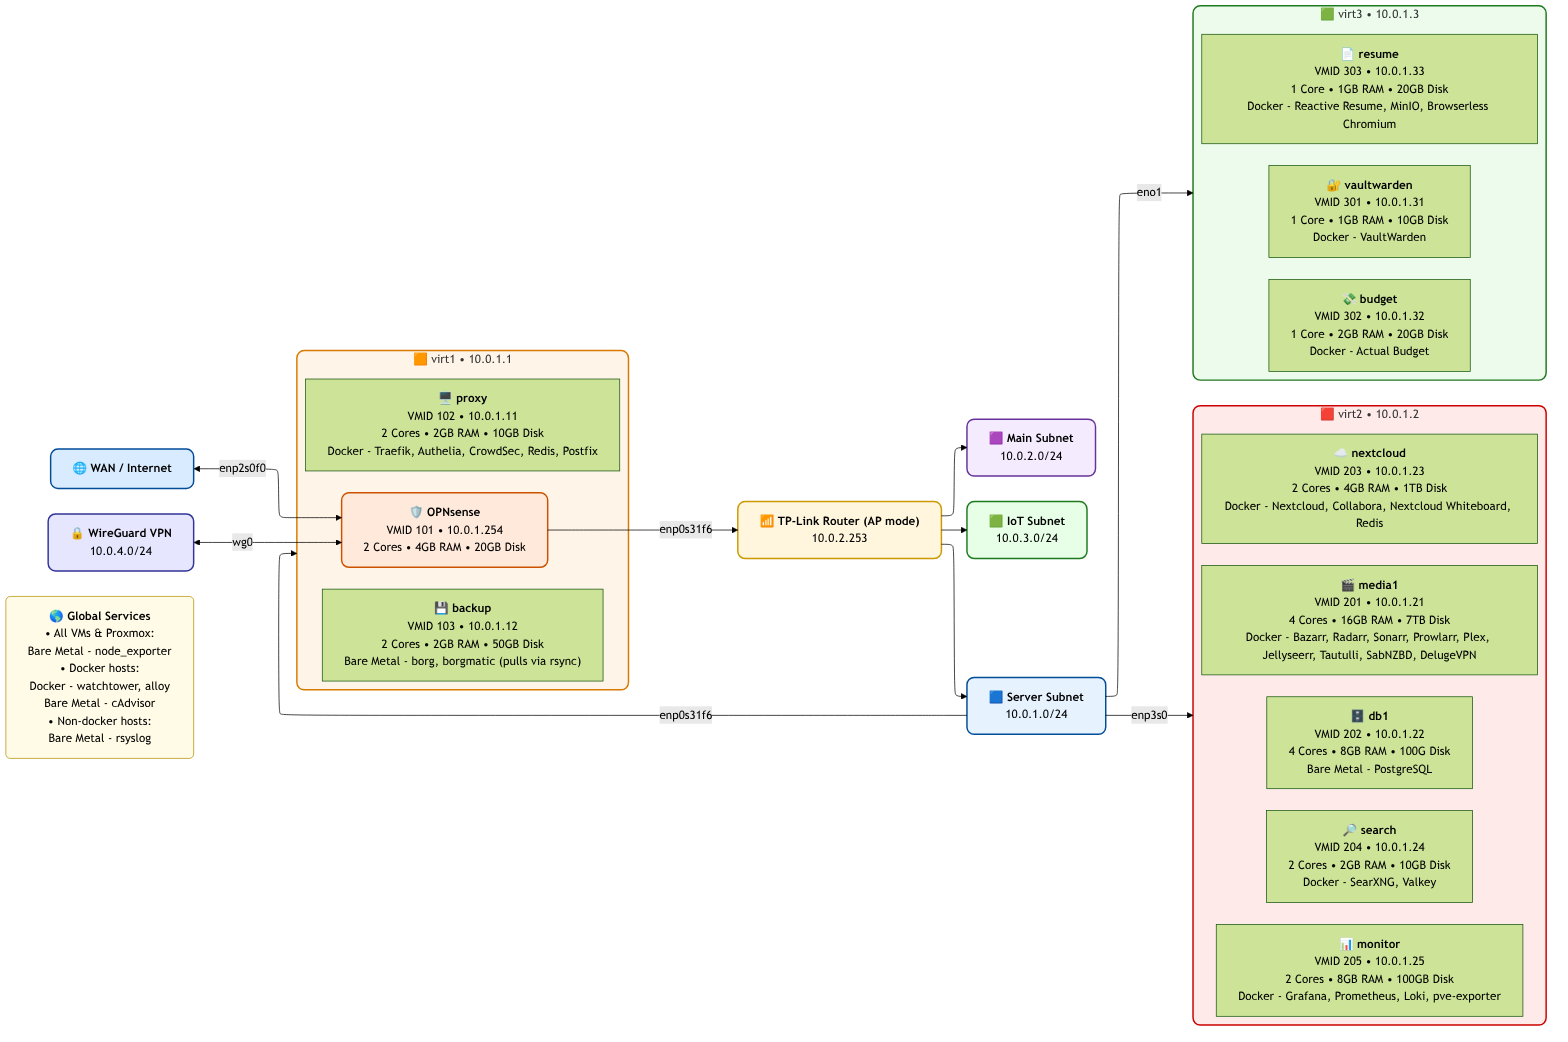 🟩 virt3 • 10.0.1.3
📄 resume
VMID 303 • 10.0.1.33
1 Core • 1GB RAM • 20GB Disk
Docker - Reactive Resume, MinIO, Browserless
Chromium
🔐 vaultwarden
VMID 301 • 10.0.1.31
1 Core • 1GB RAM • 10GB Disk
Docker - VaultWarden
💸 budget
VMID 302 • 10.0.1.32
1 Core • 2GB RAM • 20GB Disk
Docker - Actual Budget
eno1
🟧 virt1 • 10.0.1.1
🖥️ proxy
VMID 102 • 10.0.1.11
2 Cores • 2GB RAM • 10GB Disk
Docker - Traefik, Authelia, CrowdSec, Redis, Postfix
🛡️ OPNsense
VMID 101 • 10.0.1.254
2 Cores • 4GB RAM • 20GB Disk
💾 backup
VMID 103 • 10.0.1.12
2 Cores • 2GB RAM • 50GB Disk
Bare Metal - borg, borgmatic (pulls via rsync)
🌐 WAN / Internet
enp2s0f0
🔒 WireGuard VPN
10.0.4.0/24
wg0
🌎 Global Services
• All VMs & Proxmox:
Bare Metal - node_exporter
• Docker hosts:
Docker - watchtower, alloy
Bare Metal - cAdvisor
• Non-docker hosts:
Bare Metal - rsyslog
enp0s31f6
📶 TP-Link Router (AP mode)
10.0.2.253
🟪 Main Subnet
10.0.2.0/24
🟩 IoT Subnet
10.0.3.0/24
🟦 Server Subnet
10.0.1.0/24
enp0s31f6
enp3s0
🟥 virt2 • 10.0.1.2
☁️ nextcloud
VMID 203 • 10.0.1.23
2 Cores • 4GB RAM • 1TB Disk
Docker - Nextcloud, Collabora, Nextcloud Whiteboard,
Redis
🎬 media1
VMID 201 • 10.0.1.21
4 Cores • 16GB RAM • 7TB Disk
Docker - Bazarr, Radarr, Sonarr, Prowlarr, Plex,
Jellyseerr, Tautulli, SabNZBD, DelugeVPN
🗄️ db1
VMID 202 • 10.0.1.22
4 Cores • 8GB RAM • 100G Disk
Bare Metal - PostgreSQL
🔎 search
VMID 204 • 10.0.1.24
2 Cores • 2GB RAM • 10GB Disk
Docker - SearXNG, Valkey
📊 monitor
VMID 205 • 10.0.1.25
2 Cores • 8GB RAM • 100GB Disk
Docker - Grafana, Prometheus, Loki, pve-exporter